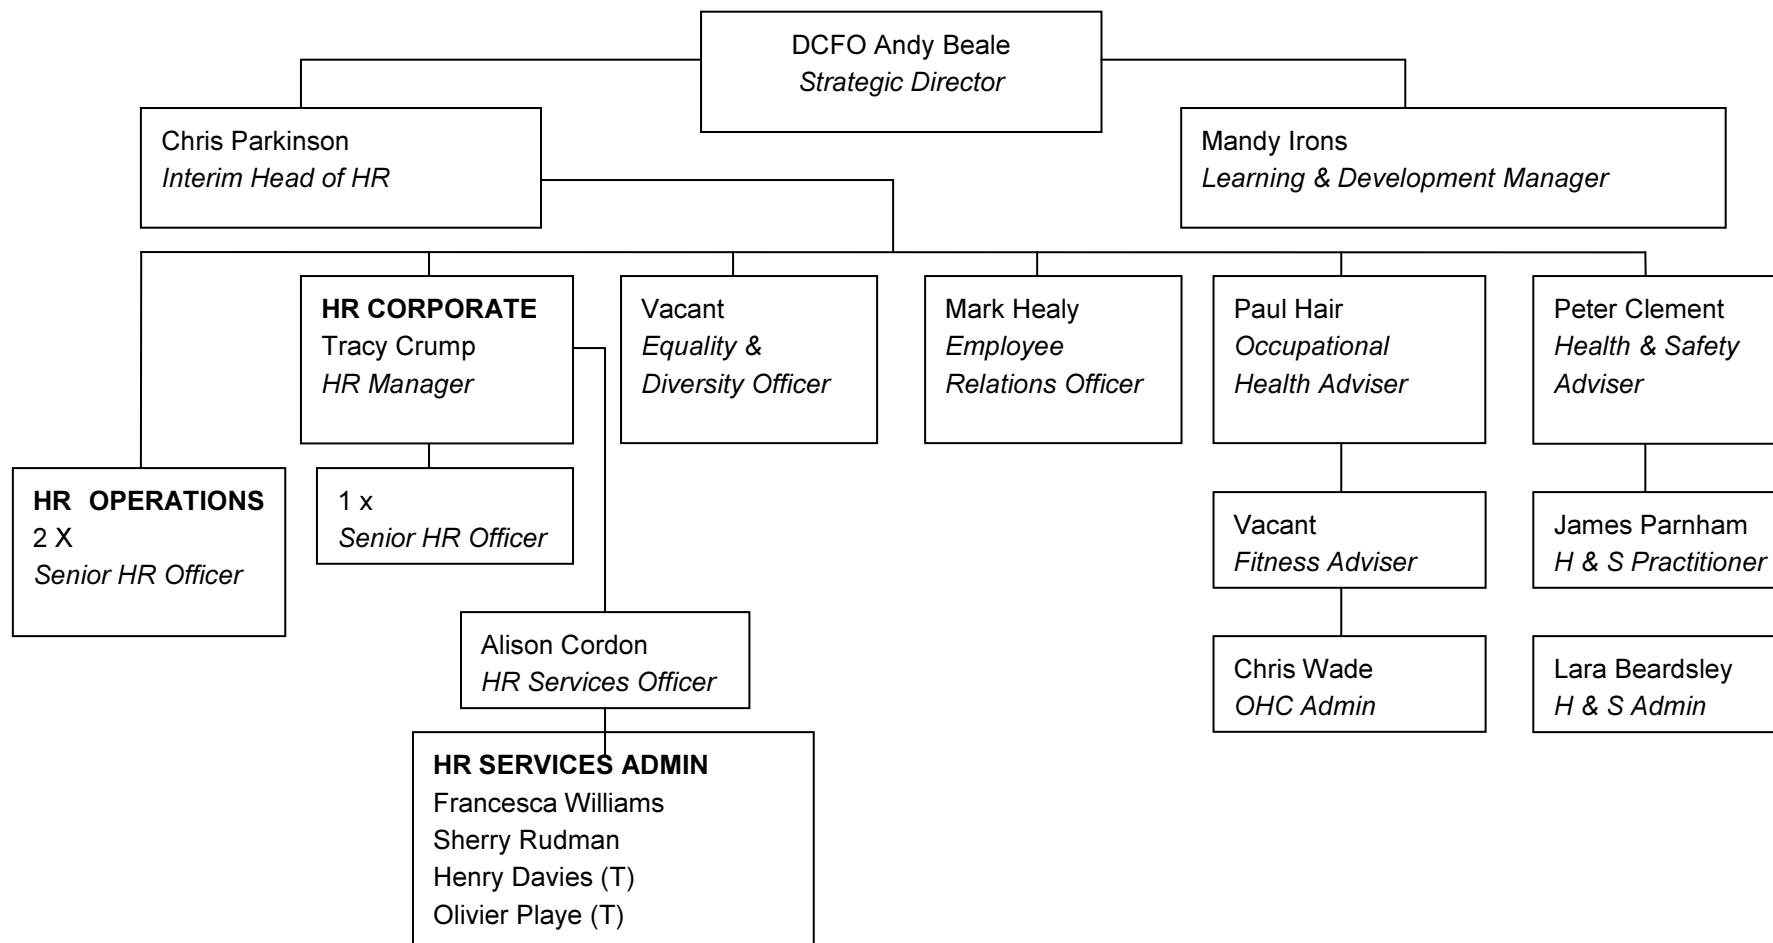 DCFO Andy Beale
Strategic Director
Chris Parkinson
Interim Head of HR
Mandy Irons
Learning & Development Manager
HR CORPORATE
Tracy Crump
HR Manager
Vacant
Equality &
Diversity Officer
Mark Healy
Employee
Relations Officer
Paul Hair
Occupational
Health Adviser
Peter Clement
Health & Safety
Adviser
HR OPERATIONS
2 X
Senior HR Officer
1 x
Senior HR Officer
Vacant
Fitness Adviser
James Parnham
H & S Practitioner
Alison Cordon
HR Services Officer
Chris Wade
OHC Admin
Lara Beardsley
H & S Admin
HR SERVICES ADMIN
Francesca Williams
Sherry Rudman
Henry Davies (T)
Olivier Playe (T)